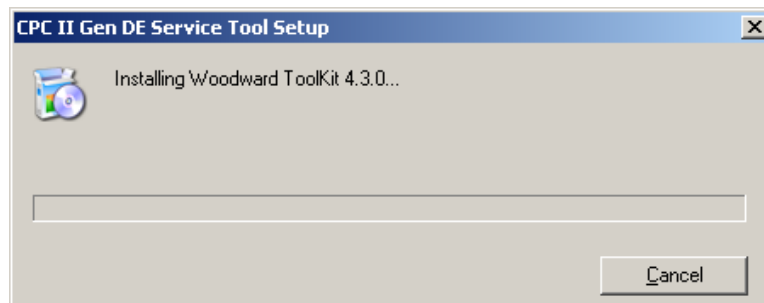 CPC II Gen DE Service Tool Setup
Installing Woodward ToolKit 4.3.0...
Cancel